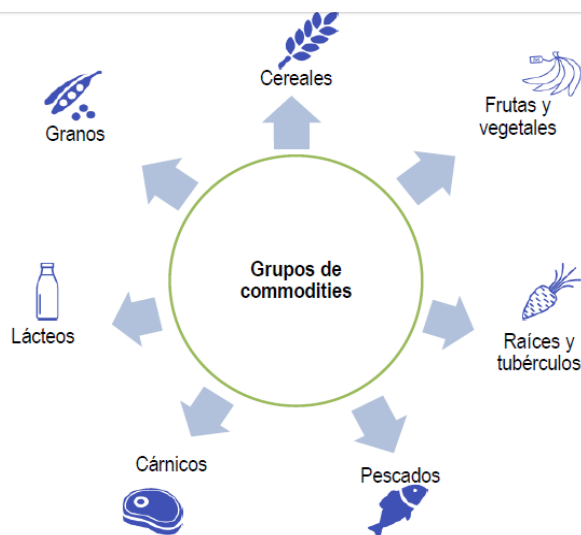 Cereales
Frutas y
vegetales
Granos
Grupos de
commodities
Lácteos
Raíces y
tubérculos
Cárnicos
Pescados